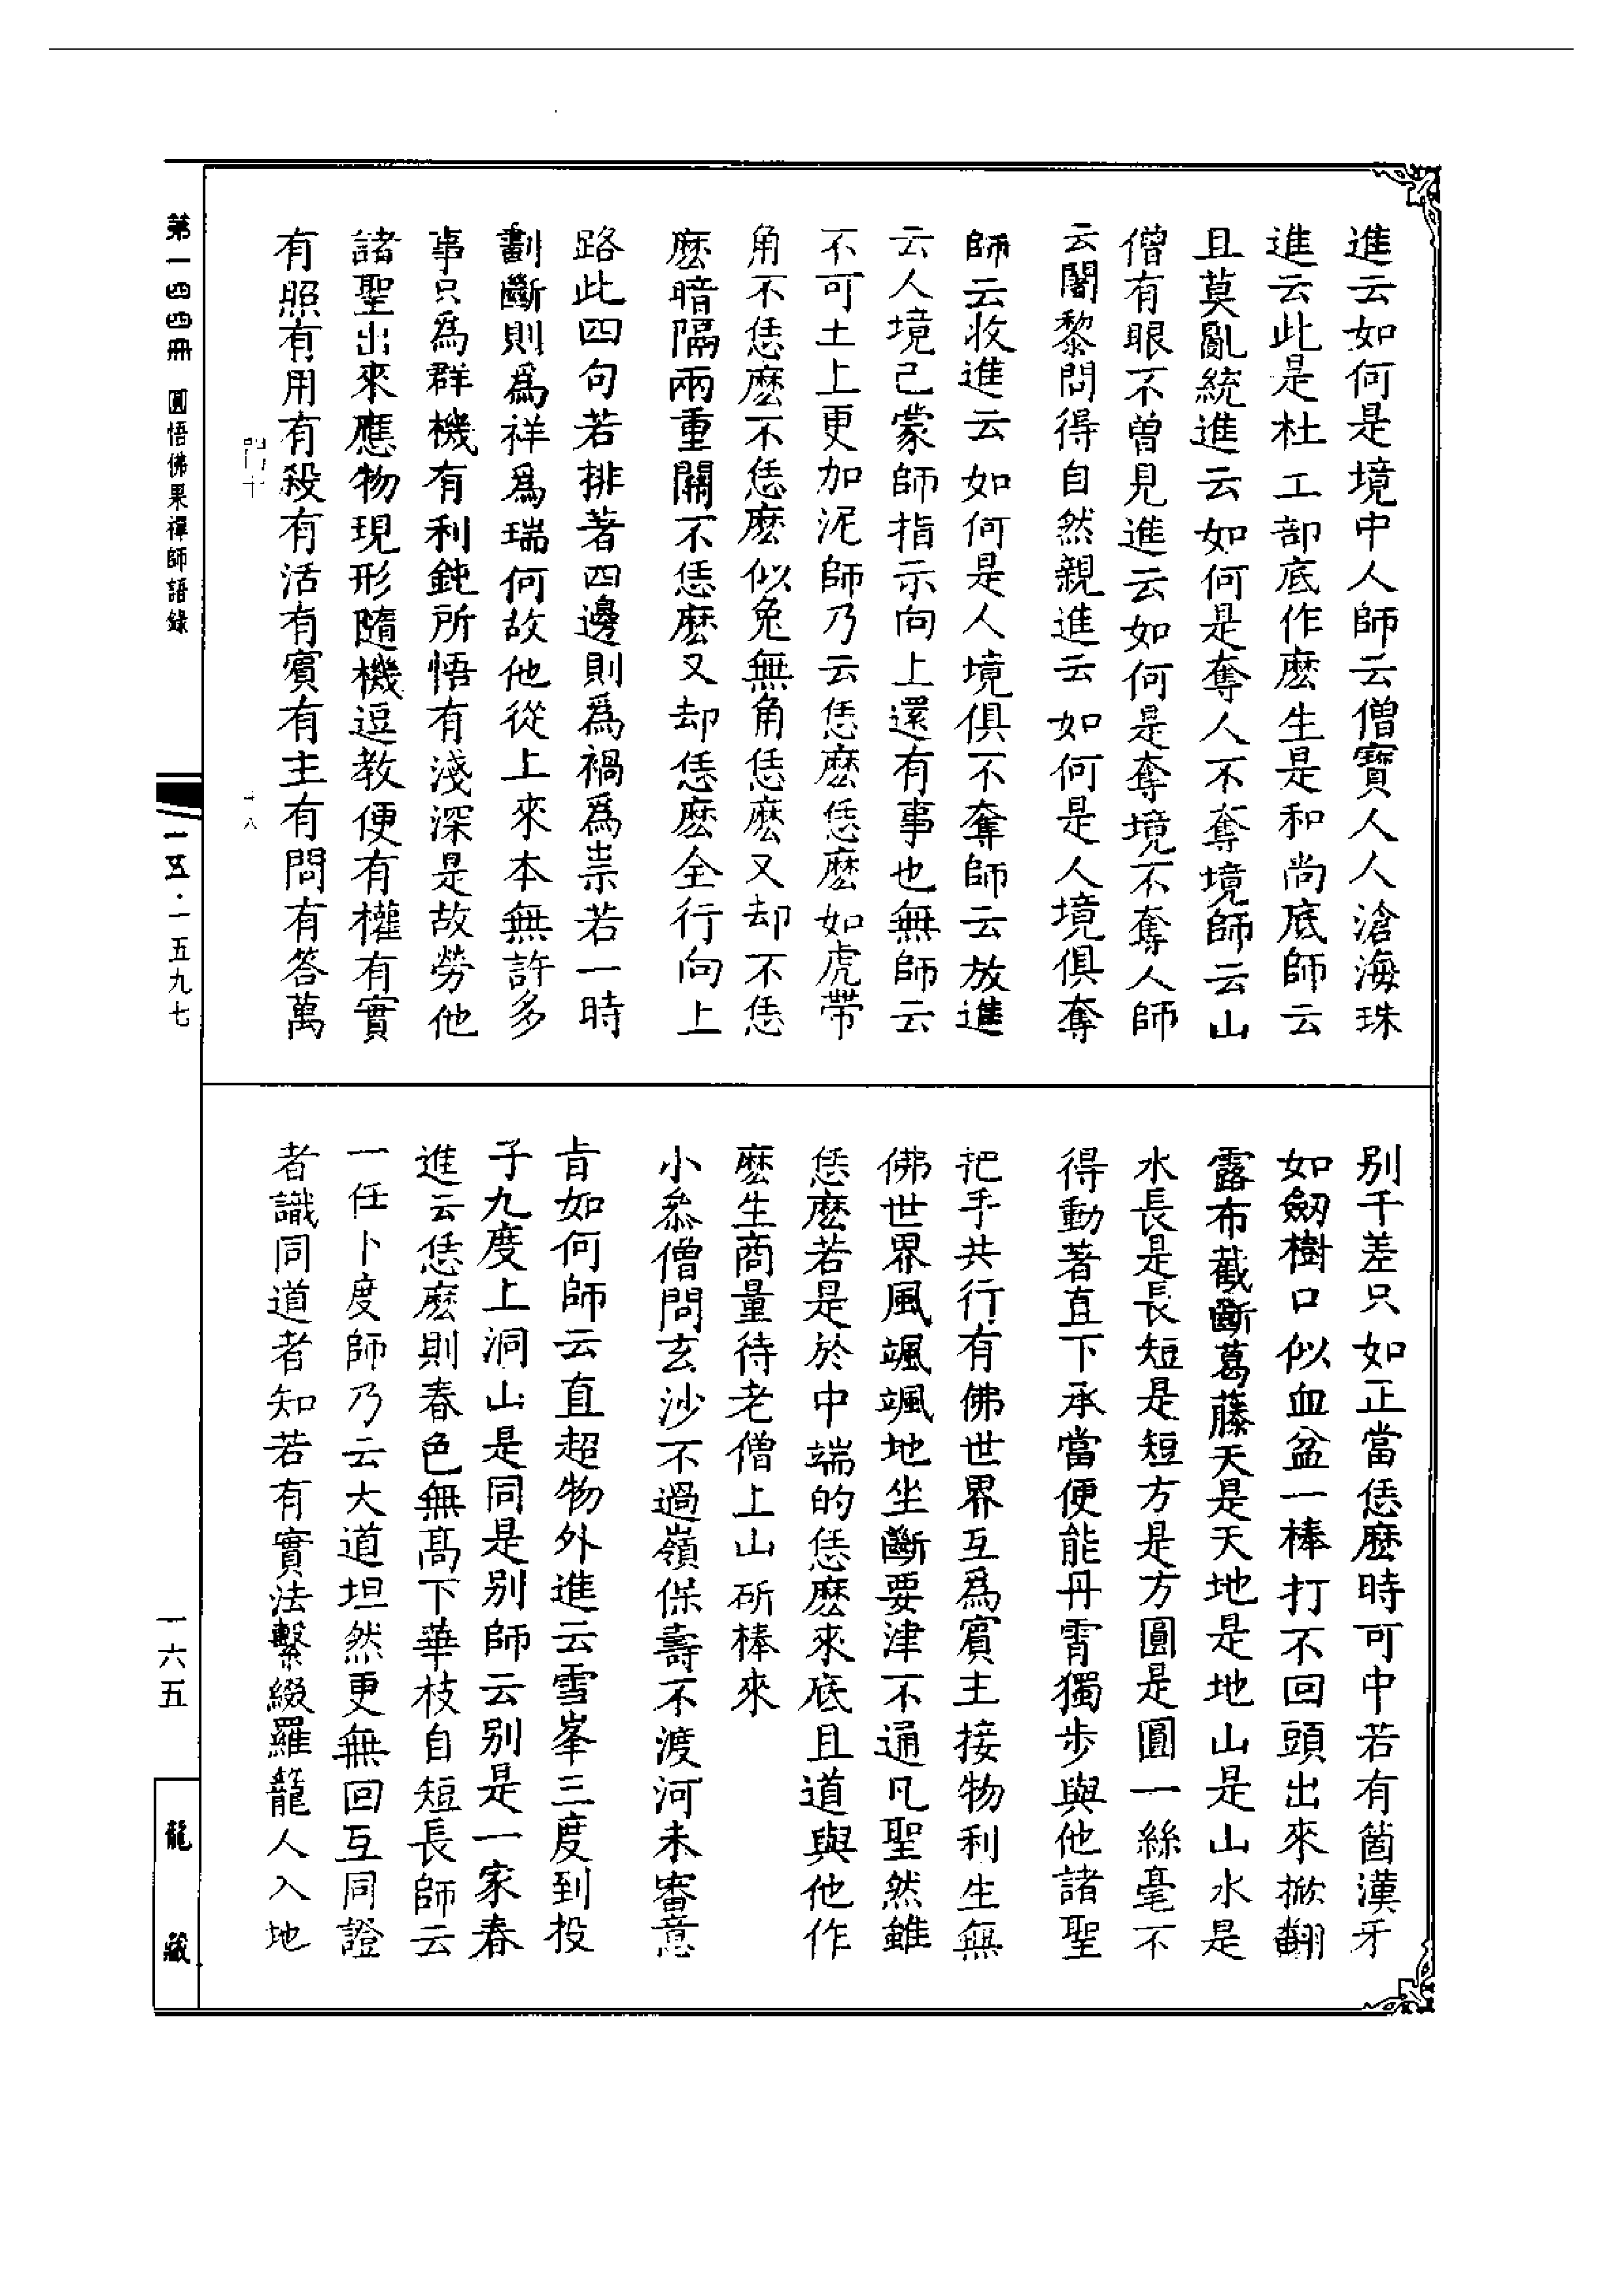 進云如何是境中人師云僧寶人人滄海珠
進云此是杜工部底作麽生是和尚底師云
且莫亂統進云如何是奪人不奪境師云山
僧有眼不曾見進云如何是奪境不奪人師
云闍黎問得自然親進云如何是人境俱奪
師云收進云如何是人境俱不奪師云放進
云人境已蒙師指示向上還有事也無師云
不可土上更加泥師乃云恁麽恁麽如虎帶
角不恁麽不恁麽似兔無角恁麽又却不恁
麽暗隔兩重關不恁麽又却恁麽全行向上
路此四句若排著四邊則爲禍爲祟若一時
劃斷則爲祥爲瑞何故他從上來本無許多
事只爲群機有利鈍所悟有淺深是故勞他
諸聖出來應物現形隨機逗教便有權有實
有照有用有殺有活有賓有主有問有答萬
别千差只如正當恁麽時可中若有箇漢牙
如劒樹口似血盆一棒打不回頭出來掀翻
露布截斷葛藤天是天地是地山是山水是
水長是長短是短方是方圓是圓一絲毫不
得動著直下承當便能丹霄獨步與他諸聖
把手共行有佛世界互爲賓主接物利生無
佛世界風颯颯地坐斷要津不通凡聖然雖
恁麽若是於中端的恁麽來底且道與他作
麽生商量待老僧上山斫棒來
小叅僧問玄沙不過嶺保壽不渡河未審意
旨如何師云直超物外進云雪峯三度到投
子九度上洞山是同是别師云别是一家春
進云恁麽則春色無髙下華枝自短長師云
一任卜度師乃云大道坦然更無回互同證
者識同道者知若有實法繫綴羅籠人入地
第一四四冊 圓悟佛果禪師語錄
一五·一五九七
一六五
龍藏